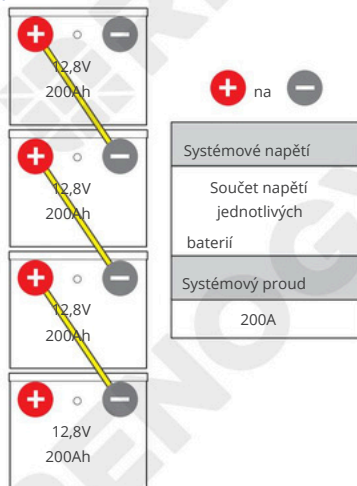 + −
12,8V
200Ah
+ −
12,8V
200Ah
+ −
12,8V
200Ah
+ −
12,8V
200Ah
+ na −
Systémové napětí
Součet napětí
jednotlivých
baterií
Systémový proud
200A
RENOGY